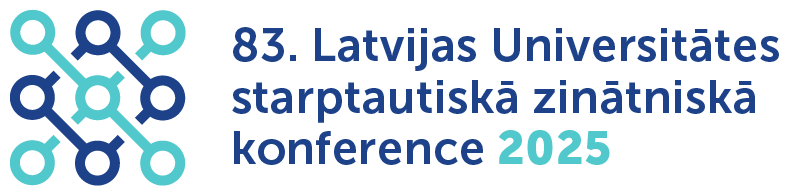 83. Latvijas Universitātes
starptautiskā zinātniskā
konference 2025